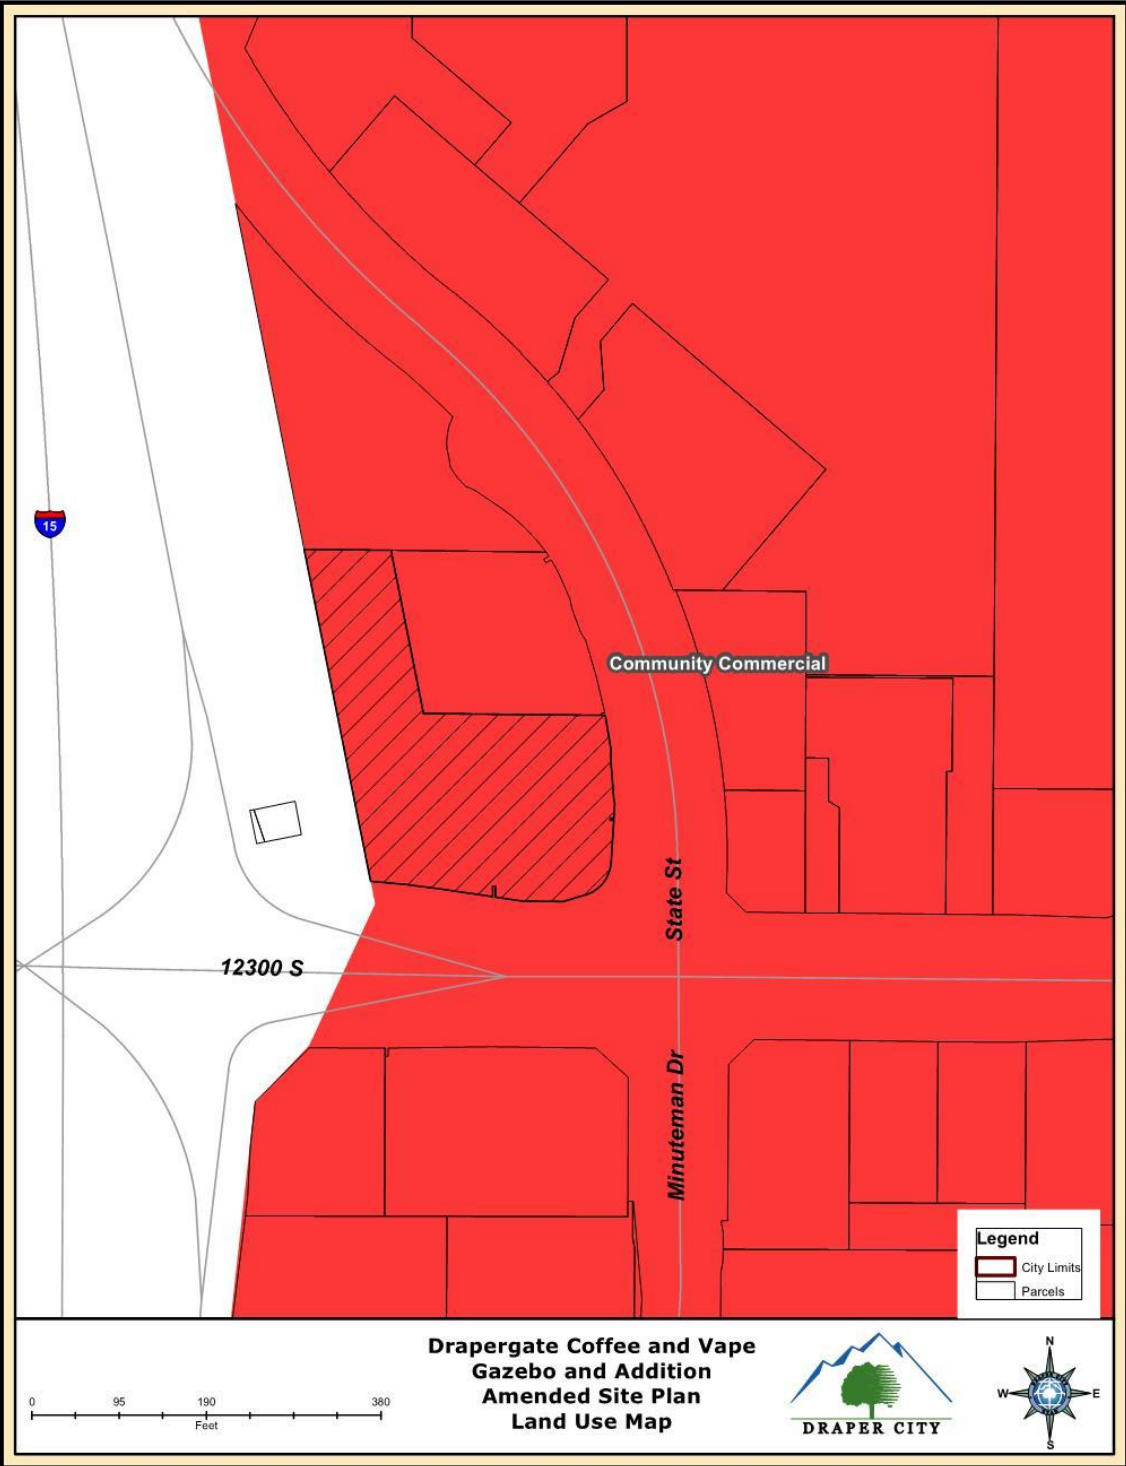 15
Community Commercial
State St
12300 S
Minuteman Dr
Legend
City Limits
Parcels
Drapergate Coffee and Vape
Gazebo and Addition
Amended Site Plan
Land Use Map
0 95 190 380
Feet
DRAPER CITY
N
W E
S